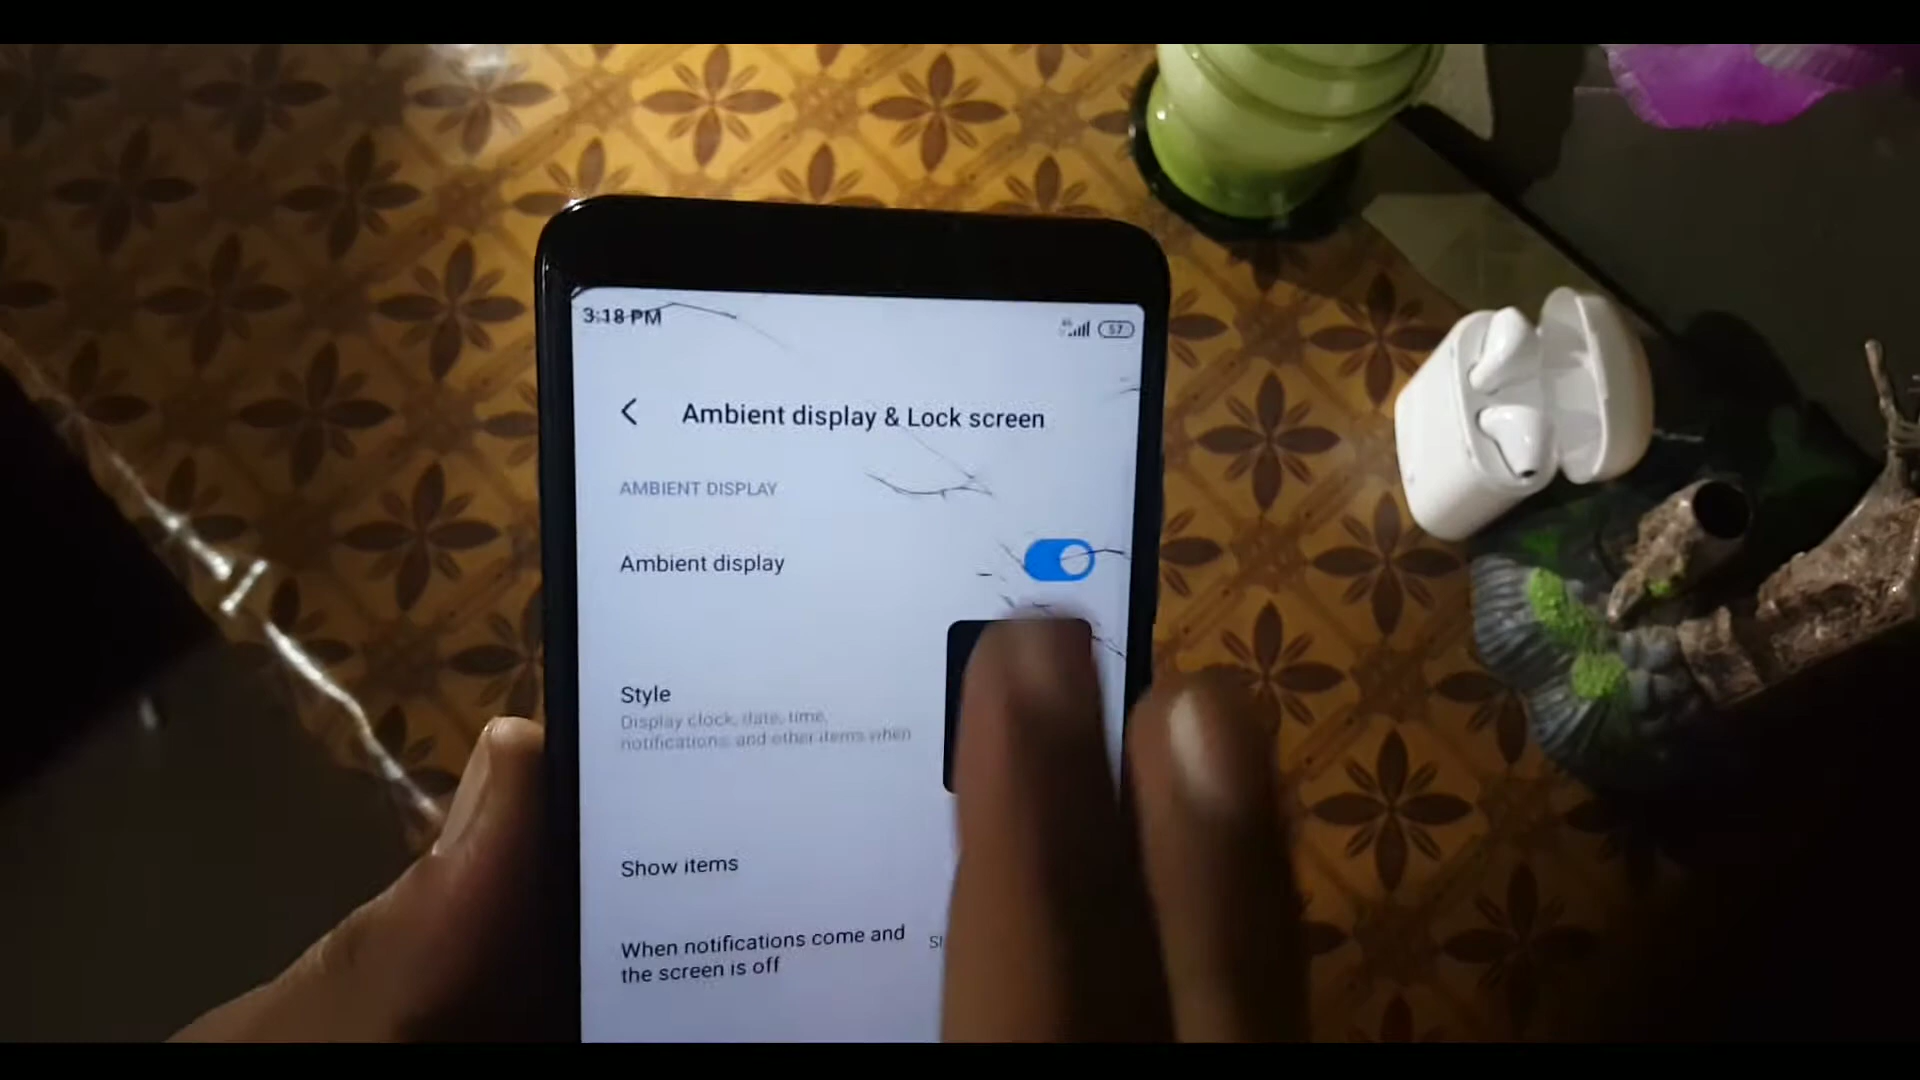 3:18 PM
57
Ambient display & Lock screen
AMBIENT DISPLAY
Ambient display
Style
Display clock, date, time,
notifications, and other items when
Show items
When notifications come and
the screen is off